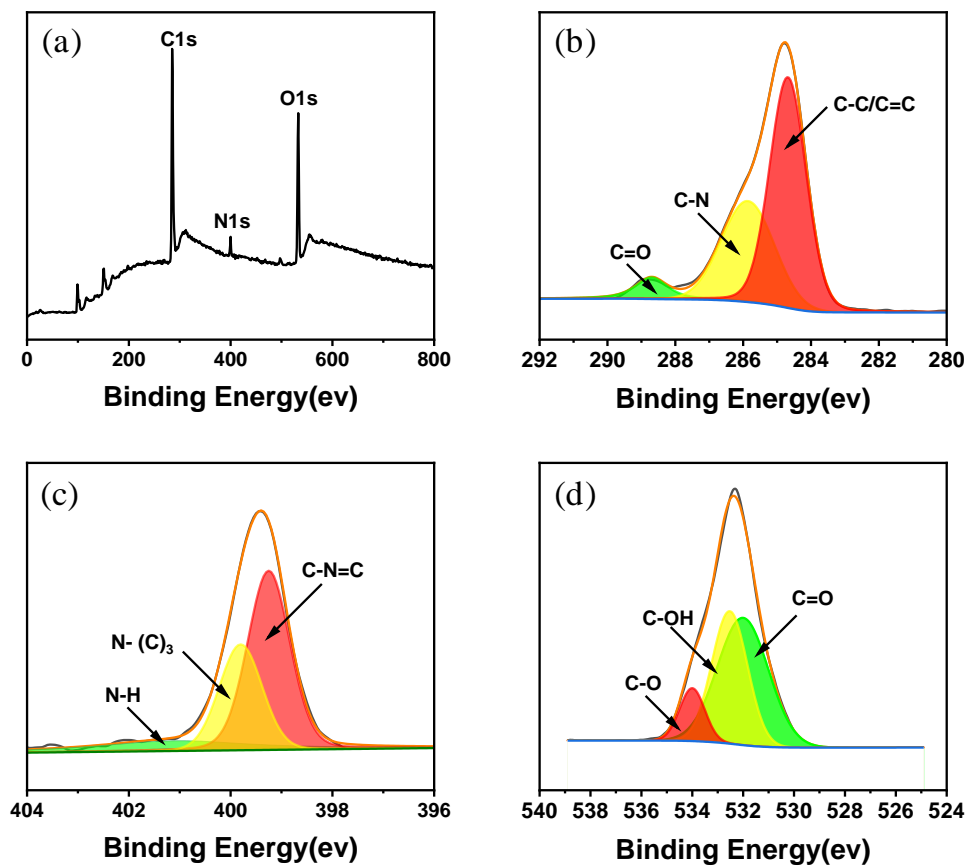 (a)
C1s
O1s
N1s
0 200 400 600 800
Binding Energy(ev)
(b)
C-C/C=C
C-N
C=O
292 290 288 286 284 282 280
Binding Energy(ev)
(c)
C-N=C
N- (C)₃
N-H
404 402 400 398 396
Binding Energy(ev)
(d)
C=O
C-OH
C-O
540 538 536 534 532 530 528 526 524
Binding Energy(ev)